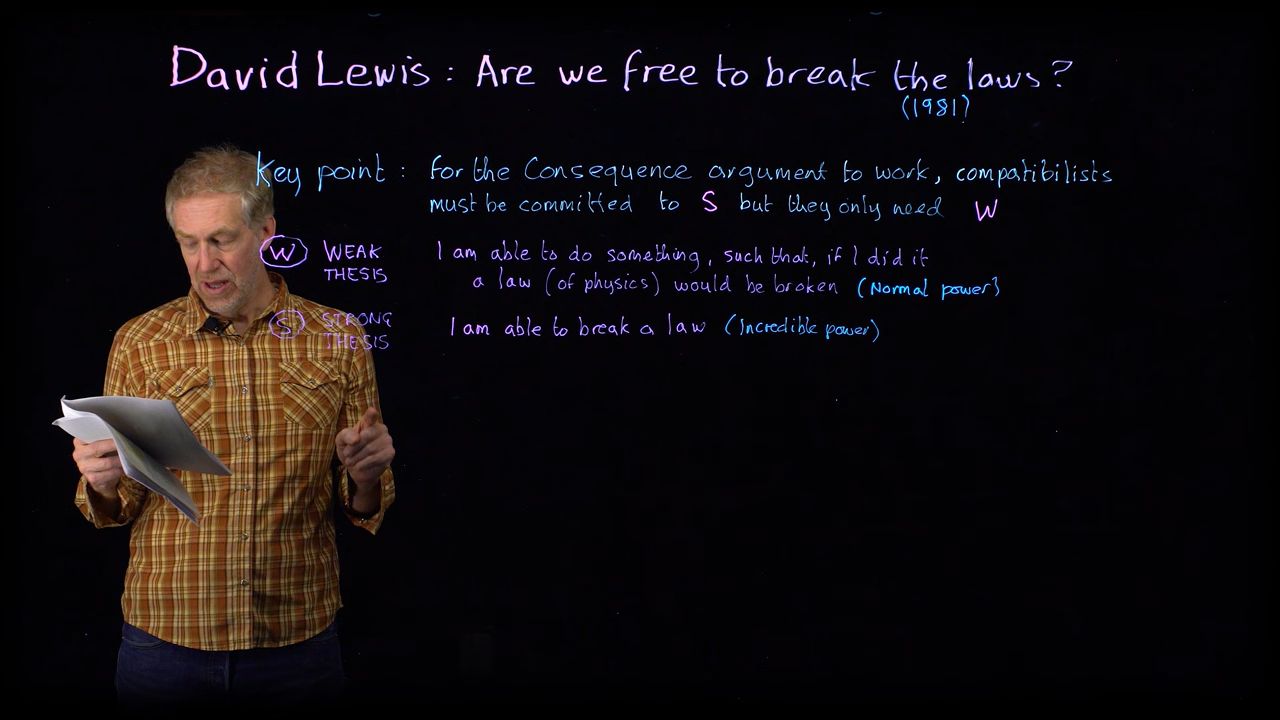 David Lewis: Are we free to break the laws?
(1981)
Key point: For the Consequence argument to work, compatibilists
must be committed to S but they only need W
W WEAK THESIS I am able to do something, such that, if I did it
a law (of physics) would be broken (Normal power)
S STRONG THESIS I am able to break a law (Incredible power)